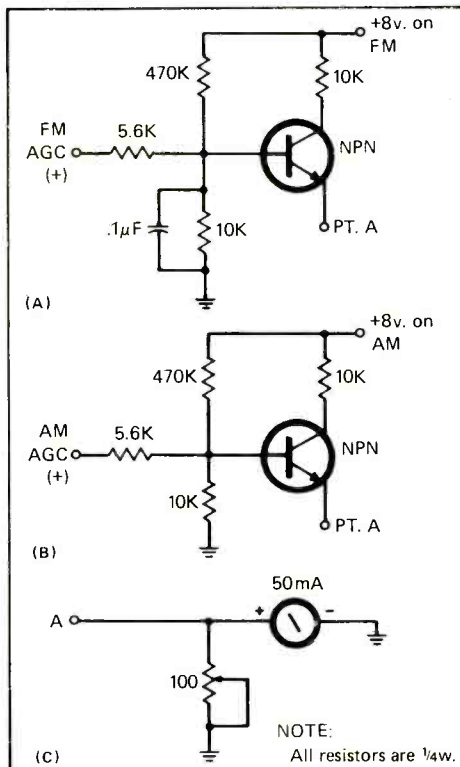 +8v. on
FM
470K
10K
FM
AGC
(+)
5.6K
NPN
.1µF
10K
PT. A
(A)
+8v. on
AM
470K
10K
AM
AGC
(+)
5.6K
NPN
10K
PT. A
(B)
50mA
A
+
-
100
NOTE:
All resistors are ¼w.
(C)